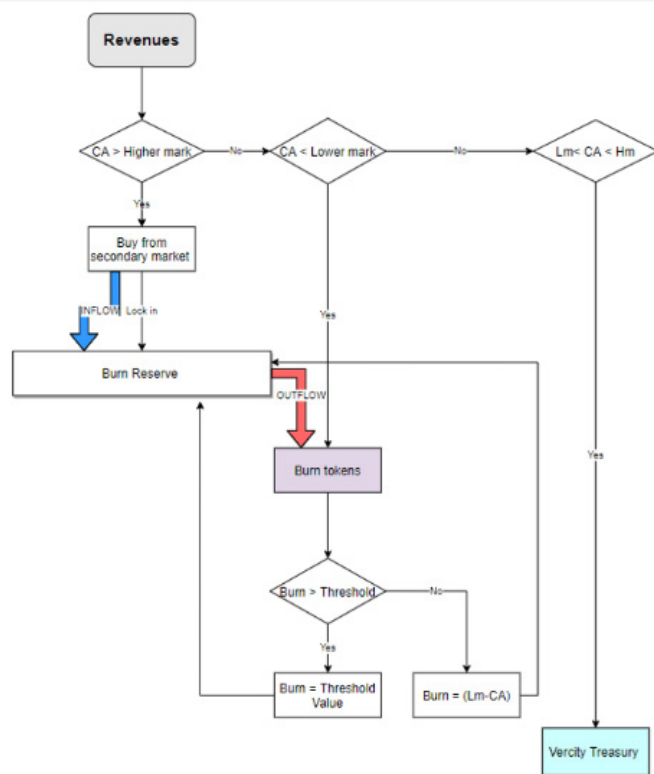 Revenues
CA > Higher mark
No
CA < Lower mark
No
Lm< CA < Hm
Yes
Buy from
secondary market
INFLOW
Lock in
Yes
Burn Reserve
OUTFLOW
Yes
Burn tokens
Burn > Threshold
No
Yes
Burn = Threshold
Value
Burn = (Lm-CA)
Vercity Treasury